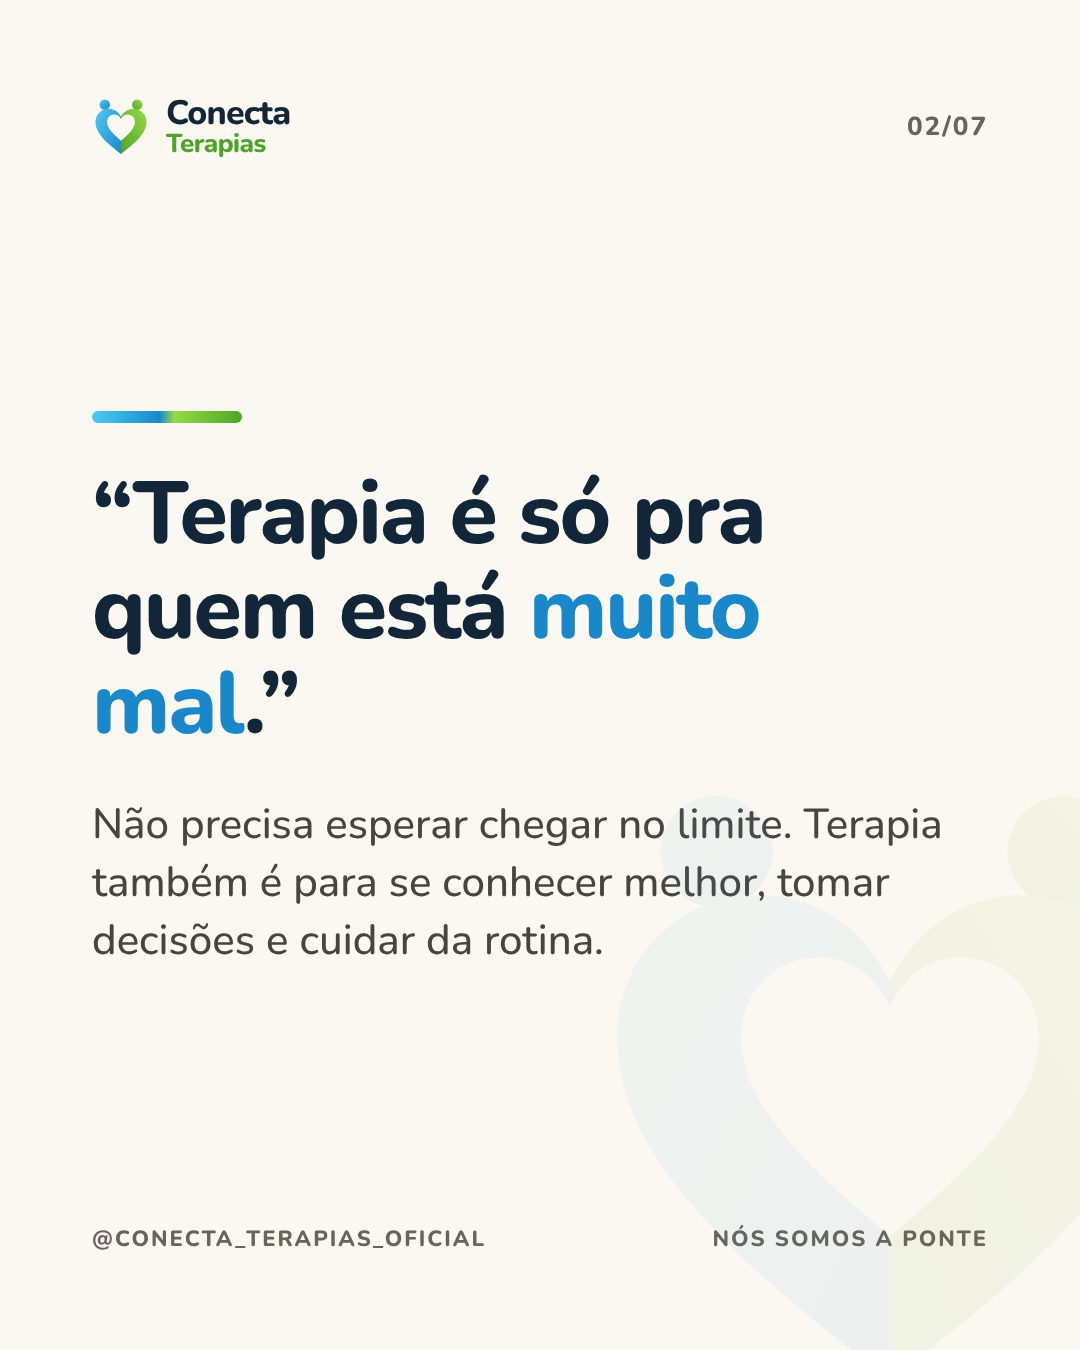 Conecta
Terapias
02/07
“Terapia é só pra
quem está muito
mal.”
Não precisa esperar chegar no limite. Terapia
também é para se conhecer melhor, tomar
decisões e cuidar da rotina.
@CONECTA_TERAPIAS_OFICIAL
NÓS SOMOS A PONTE